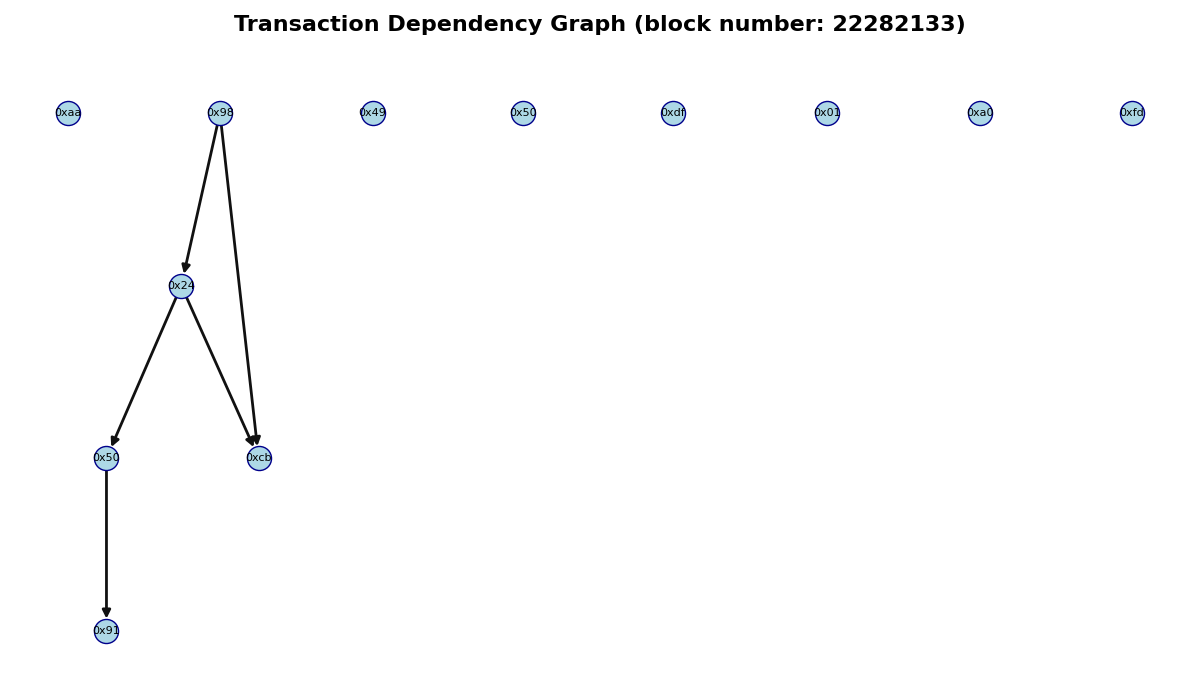 Transaction Dependency Graph (block number: 22282133)
0xaa 0x98 0x49 0x50 0xdf 0x01 0xa0 0xfd
0x24
0x50 0xcb
0x91